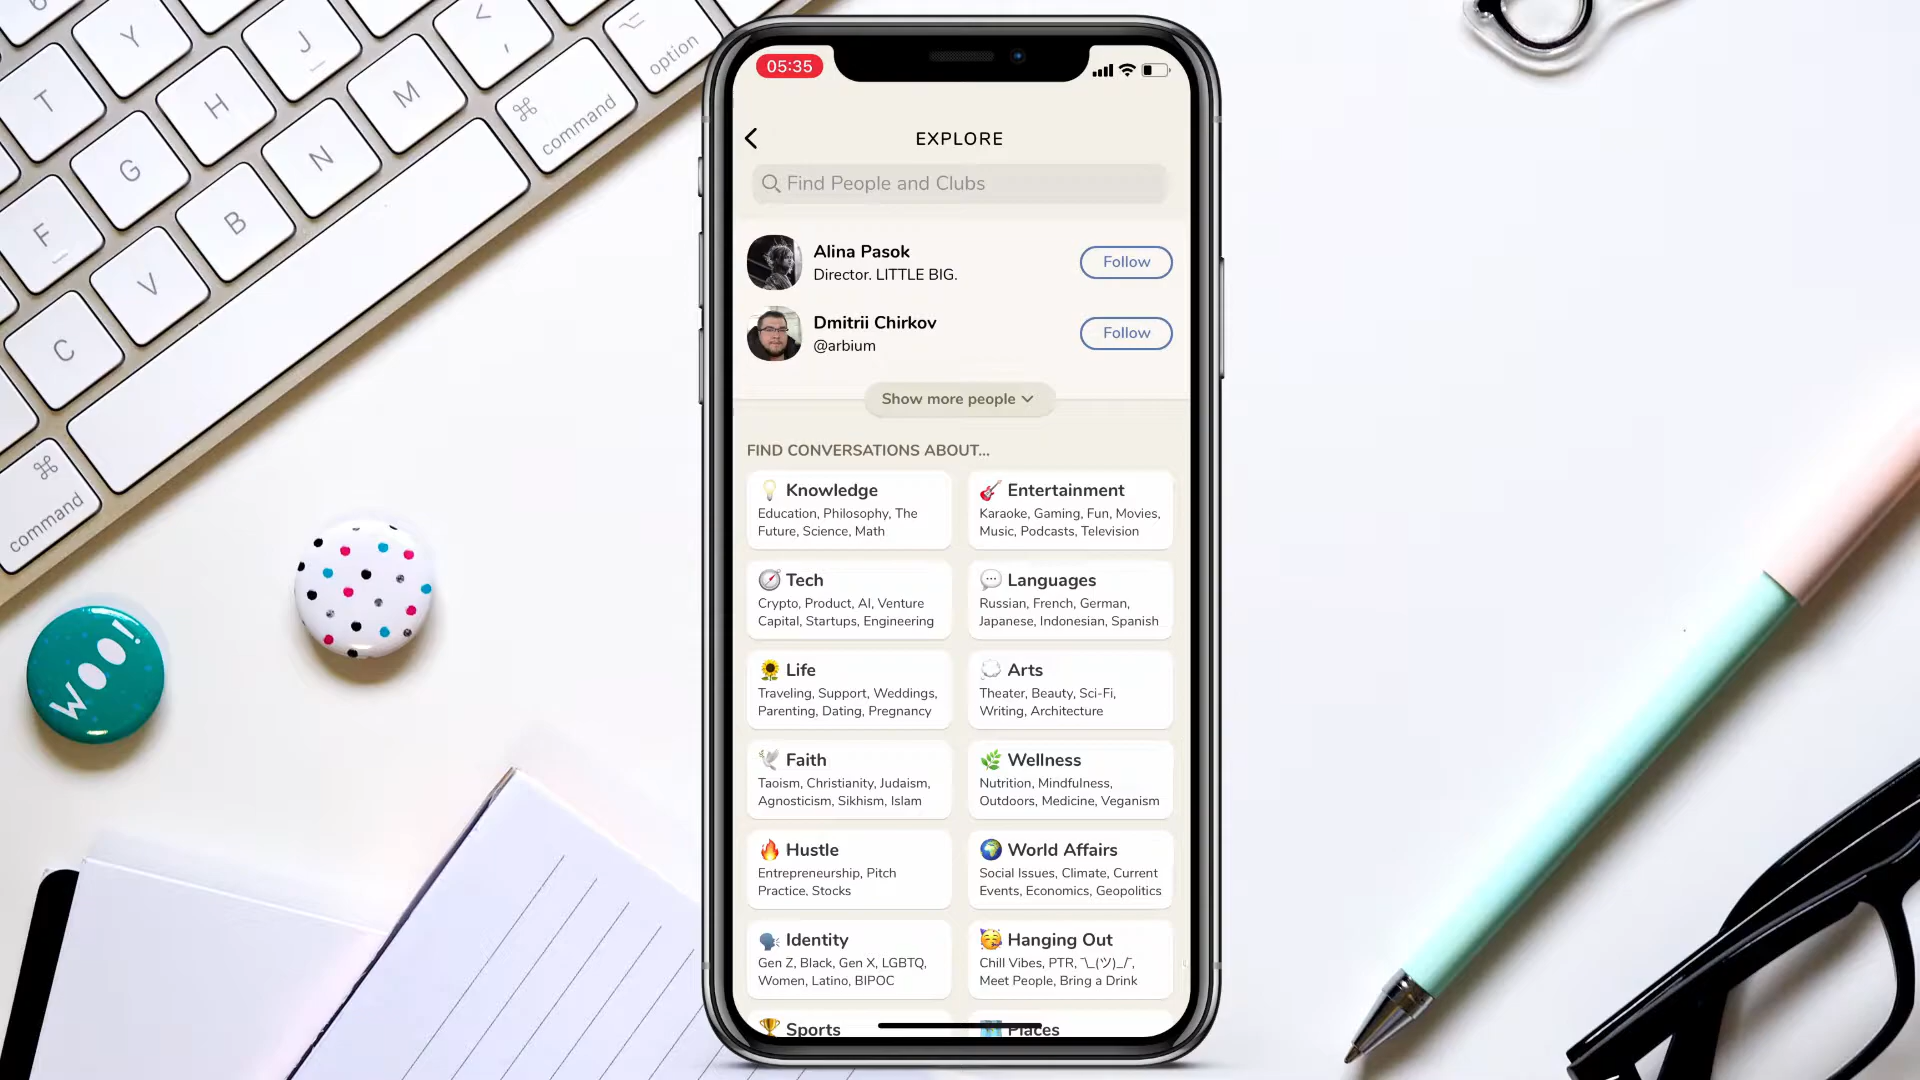 6
Y
J
<
,
option
T
H
M
command
G
N
F
B
V
C
command
WOO!
05:35
EXPLORE
Find People and Clubs
Alina Pasok
Director. LITTLE BIG.
Follow
Dmitrii Chirkov
@arbium
Follow
Show more people
FIND CONVERSATIONS ABOUT...
Knowledge
Education, Philosophy, The
Future, Science, Math
Entertainment
Karaoke, Gaming, Fun, Movies,
Music, Podcasts, Television
Tech
Crypto, Product, AI, Venture
Capital, Startups, Engineering
Languages
Russian, French, German,
Japanese, Indonesian, Spanish
Life
Traveling, Support, Weddings,
Parenting, Dating, Pregnancy
Arts
Theater, Beauty, Sci-Fi,
Writing, Architecture
Faith
Taoism, Christianity, Judaism,
Agnosticism, Sikhism, Islam
Wellness
Nutrition, Mindfulness,
Outdoors, Medicine, Veganism
Hustle
Entrepreneurship, Pitch
Practice, Stocks
World Affairs
Social Issues, Climate, Current
Events, Economics, Geopolitics
Identity
Gen Z, Black, Gen X, LGBTQ,
Women, Latino, BIPOC
Hanging Out
Chill Vibes, PTR, ¯\_(ツ)_/¯,
Meet People, Bring a Drink
Sports
Places